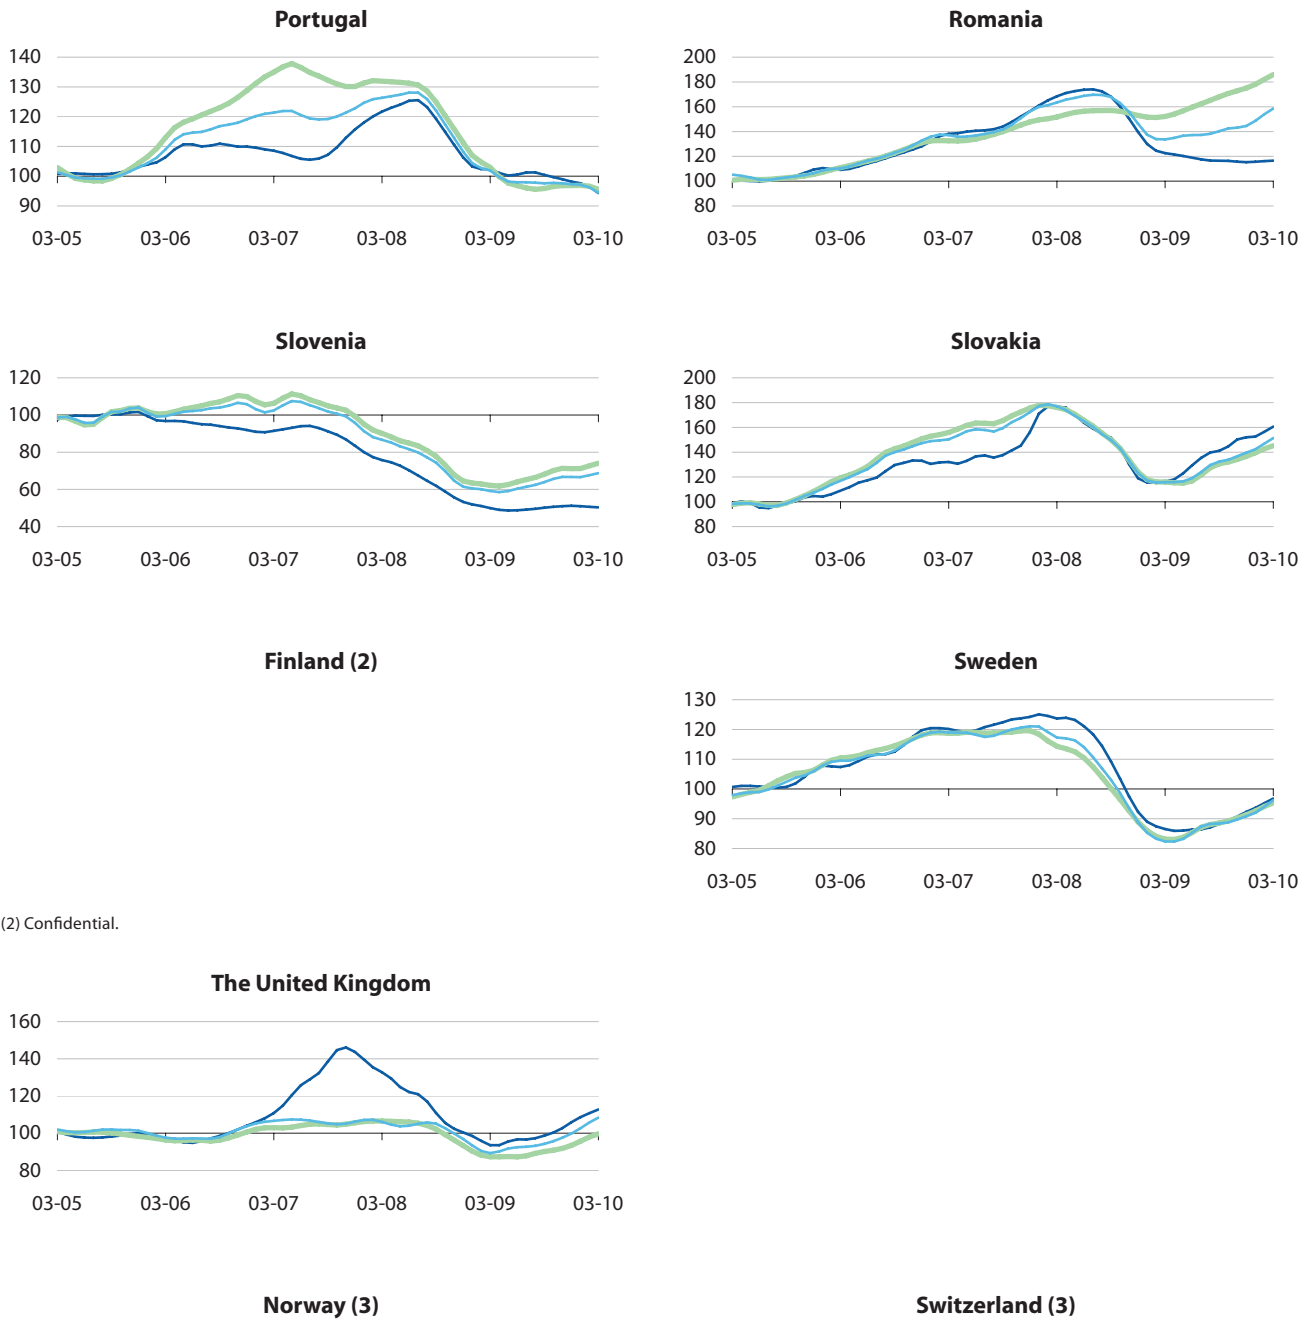 Portugal
140
130
120
110
100
90
03-05 03-06 03-07 03-08 03-09 03-10
Romania
200
180
160
140
120
100
80
03-05 03-06 03-07 03-08 03-09 03-10
Slovenia
120
100
80
60
40
03-05 03-06 03-07 03-08 03-09 03-10
Slovakia
200
180
160
140
120
100
80
03-05 03-06 03-07 03-08 03-09 03-10
Finland (2)
Sweden
130
120
110
100
90
80
03-05 03-06 03-07 03-08 03-09 03-10
(2) Confidential.
The United Kingdom
160
140
120
100
80
03-05 03-06 03-07 03-08 03-09 03-10
Norway (3)
Switzerland (3)